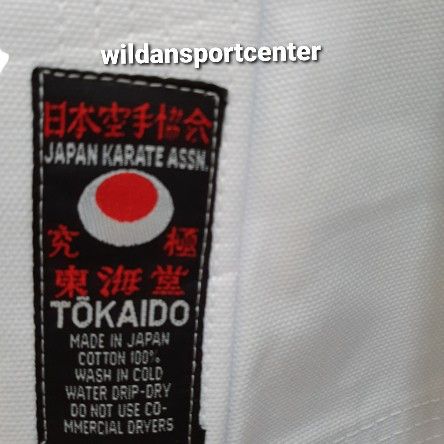 wildansportcenter
日本空手協会
JAPAN KARATE ASSN.
究 極
東海堂
TŌKAIDO
MADE IN JAPAN
COTTON 100%
WASH IN COLD
WATER DRIP-DRY
DO NOT USE CO-
MMERCIAL DRYERS